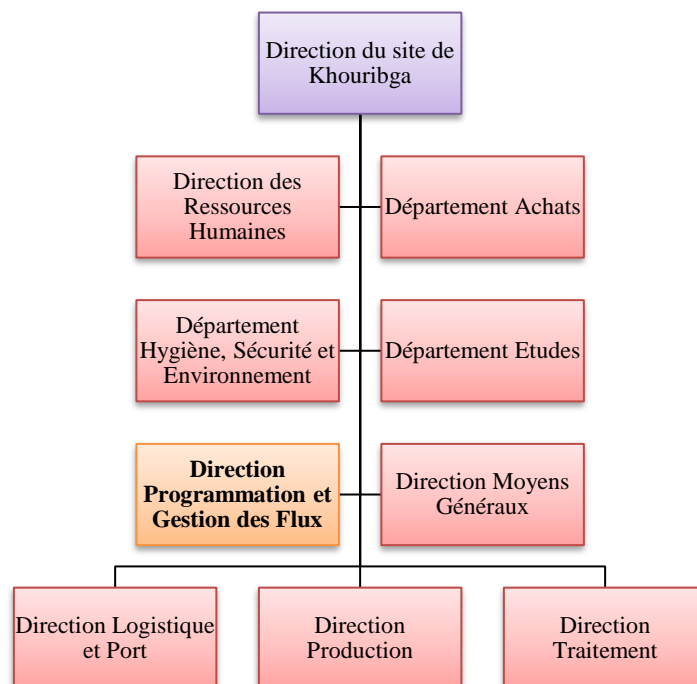 Direction du site de
Khouribga
Direction des
Ressources
Humaines
Département Achats
Département
Hygiène, Sécurité et
Environnement
Département Etudes
Direction
Programmation et
Gestion des Flux
Direction Moyens
Généraux
Direction Logistique
et Port
Direction
Production
Direction
Traitement